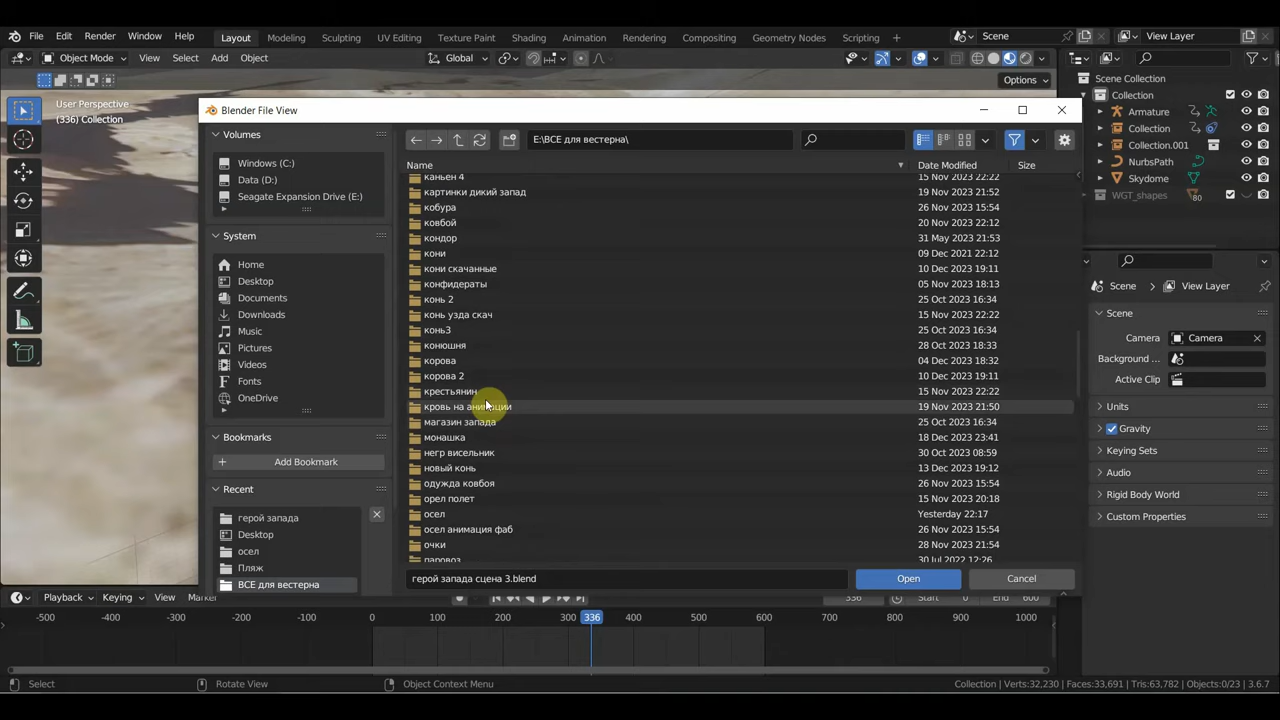 File Edit Render Window Help Layout Modeling Sculpting UV Editing Texture Paint Shading Animation Rendering Compositing Geometry Nodes Scripting + Scene View Layer
Object Mode View Select Add Object Global
Options
User Perspective
(336) Collection
Scene Collection
Collection
Armature
Collection
Collection.001
NurbsPath
Skydome
WGT_shapes 80
Blender File View
Volumes
Windows (C:)
Data (D:)
Seagate Expansion Drive (E:)
System
Home
Desktop
Documents
Downloads
Music
Pictures
Videos
Fonts
OneDrive
Bookmarks
Add Bookmark
Recent
герой запада
Desktop
осел
Пляж
ВСЕ для вестерна
E:\ВСЕ для вестерна\
Name Date Modified Size
каньен 4 15 Nov 2023 22:22
картинки дикий запад 19 Nov 2023 21:52
кобура 26 Nov 2023 15:54
ковбой 20 Nov 2023 22:12
кондор 31 May 2023 21:53
кони 09 Dec 2021 22:12
кони скачанные 10 Dec 2023 19:11
конфидераты 05 Nov 2023 18:13
конь 2 25 Oct 2023 16:34
конь узда скач 15 Nov 2023 22:22
конь3 25 Oct 2023 16:34
конюшня 28 Oct 2023 18:33
корова 04 Dec 2023 18:32
корова 2 10 Dec 2023 19:11
крестьянин 15 Nov 2023 22:22
кровь на анимации 19 Nov 2023 21:50
магазин запада 25 Oct 2023 16:34
монашка 18 Dec 2023 23:41
негр висельник 30 Oct 2023 08:59
новый конь 13 Dec 2023 19:12
одужда ковбоя 26 Nov 2023 15:54
орел полет 15 Nov 2023 20:18
осел Yesterday 22:17
осел анимация фаб 26 Nov 2023 15:54
очки 28 Nov 2023 21:54
паровоз 30 Jul 2022 12:26
герой запада сцена 3.blend Open Cancel
Scene View Layer
Scene
Camera Camera
Background ...
Active Clip
Units
Gravity
Keying Sets
Audio
Rigid Body World
Custom Properties
Playback Keying View Marker 336 Start 0 End 600
-500 -400 -300 -200 -100 0 100 200 300 336 400 500 600 700 800 900 1000
Select Rotate View Object Context Menu Collection | Verts:32,230 | Faces:33,691 | Tris:63,782 | Objects:0/23 | 3.6.7